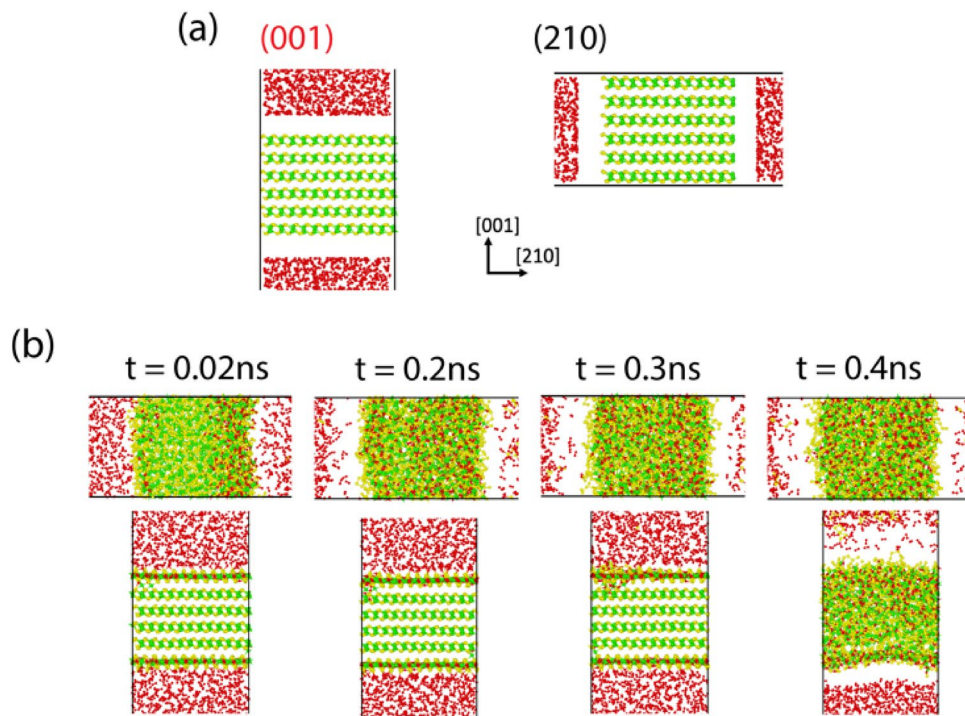 (a)
(001)
(210)
[001]
[210]
(b)
t = 0.02ns
t = 0.2ns
t = 0.3ns
t = 0.4ns